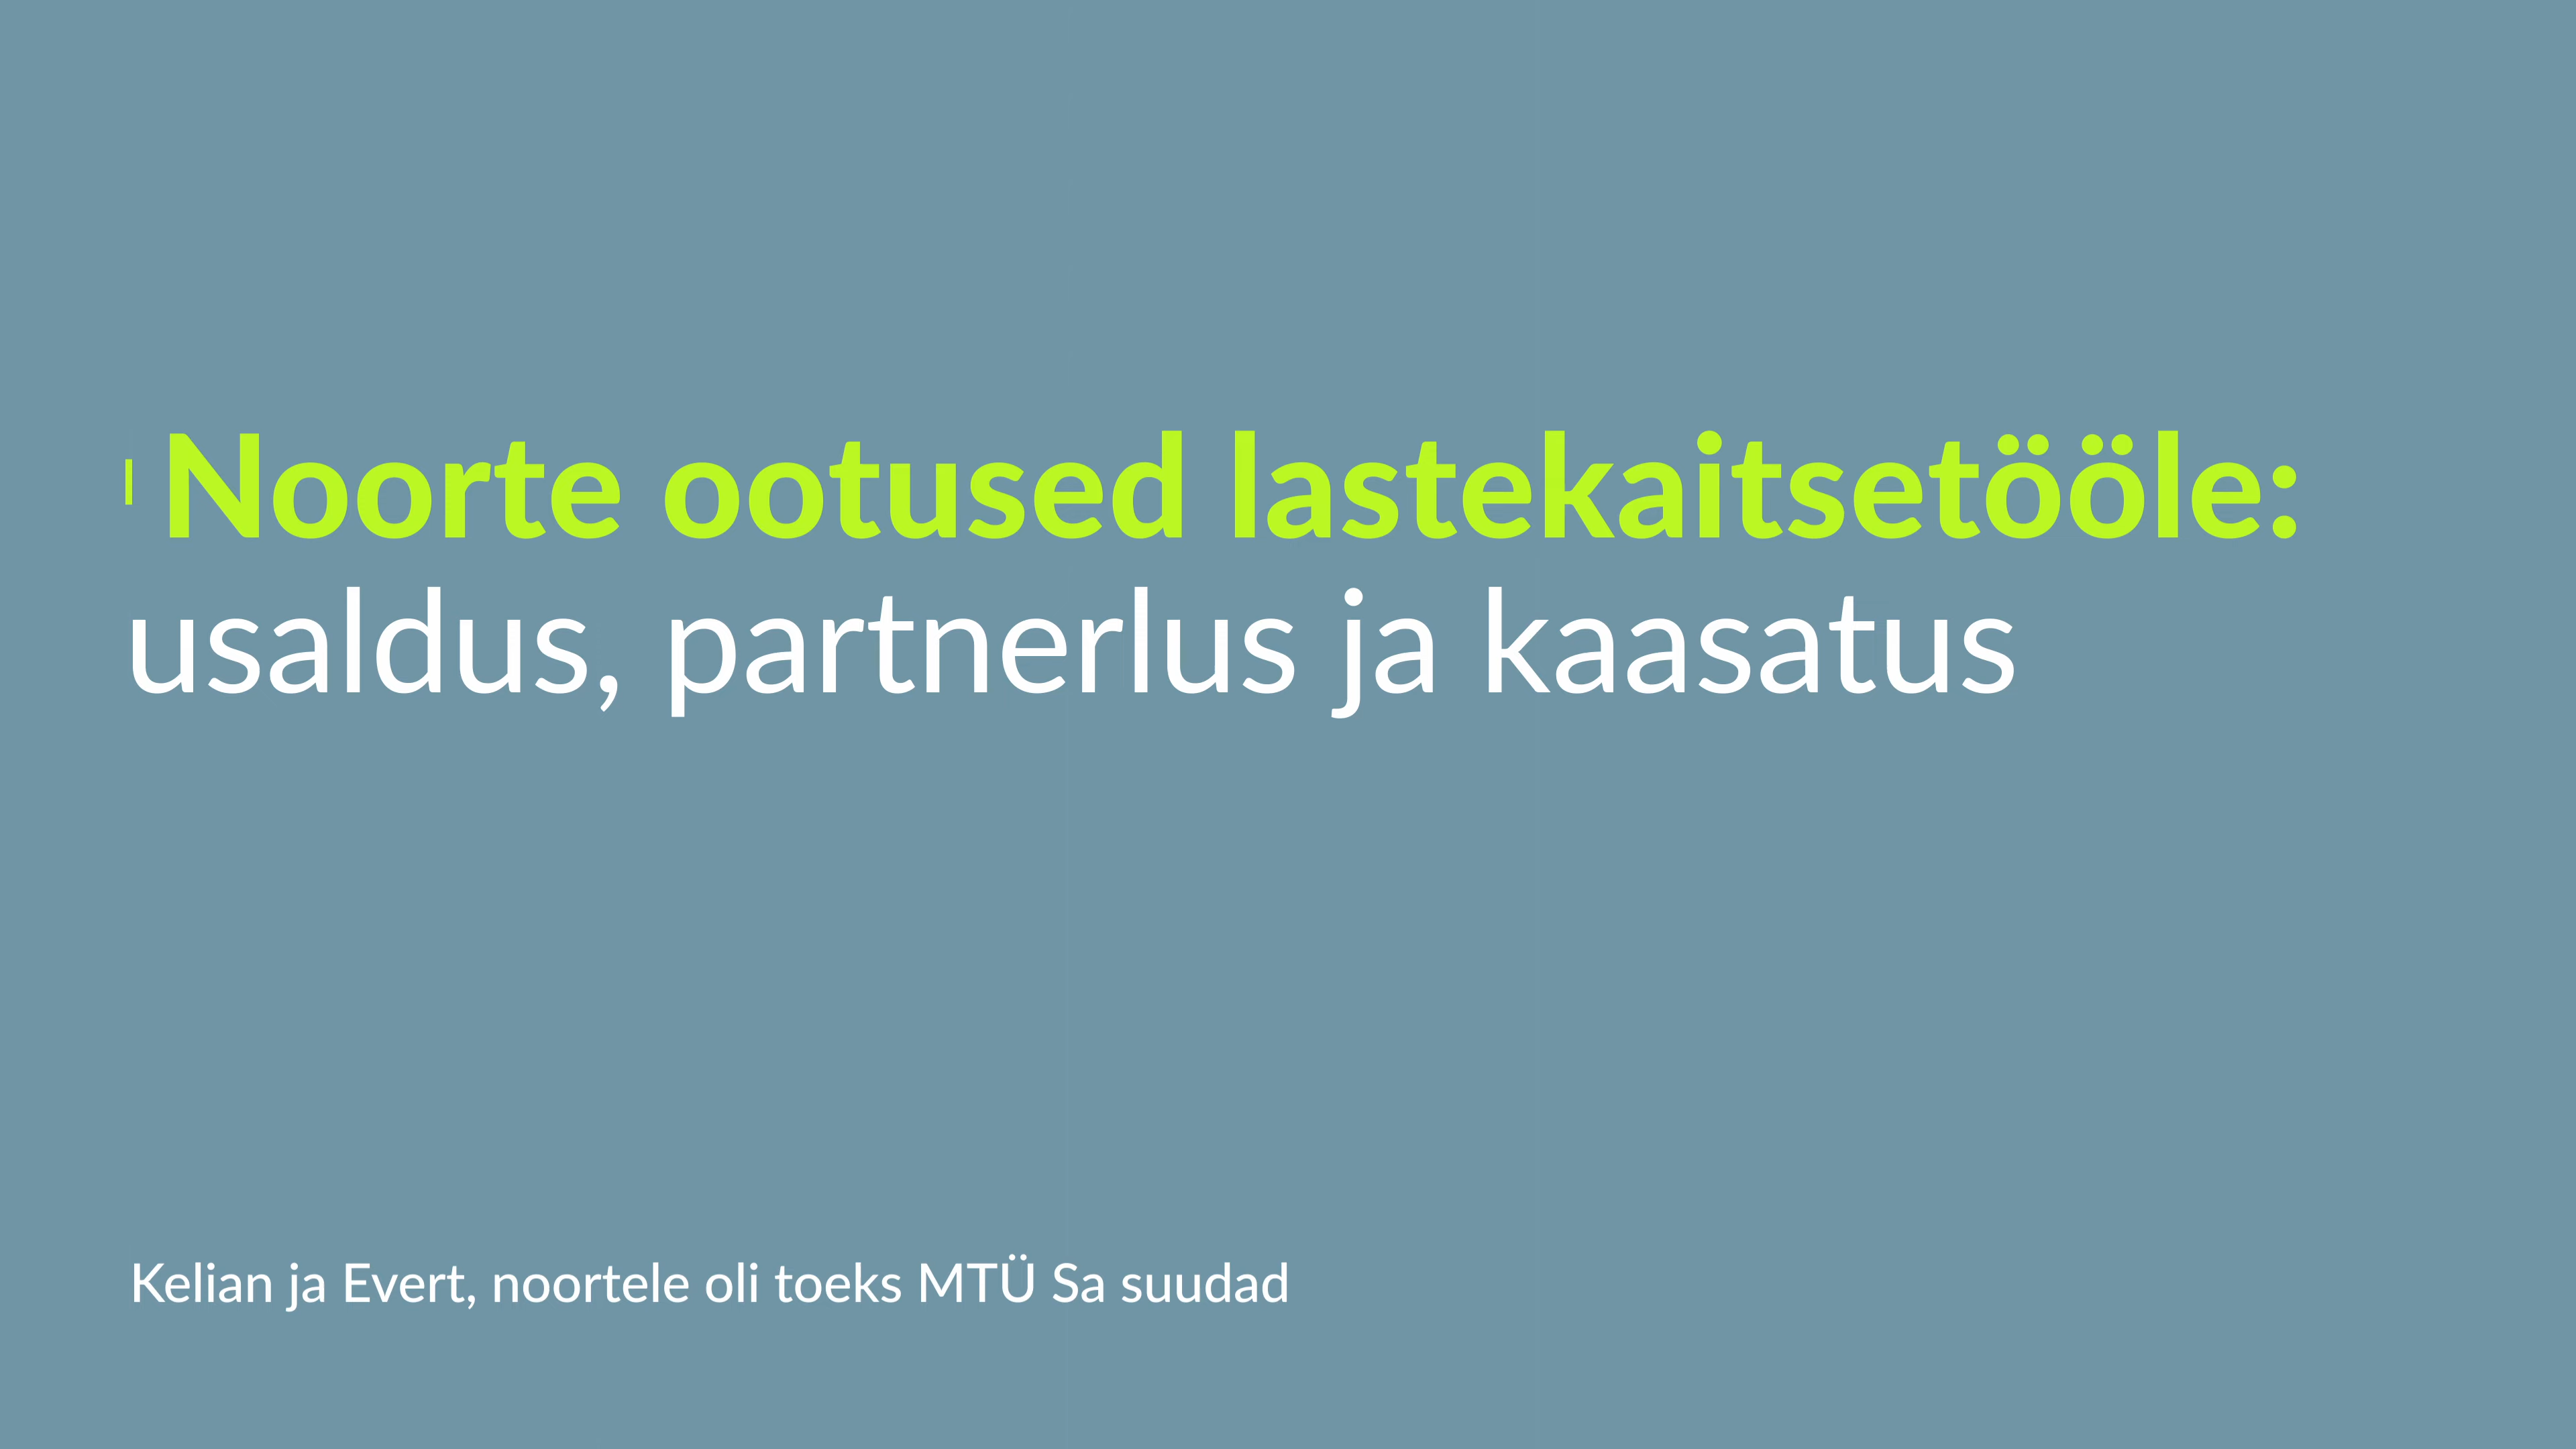 Noorte ootused lastekaitsetööle:
usaldus, partnerlus ja kaasatus
Kelian ja Evert, noortele oli toeks MTÜ Sa suudad